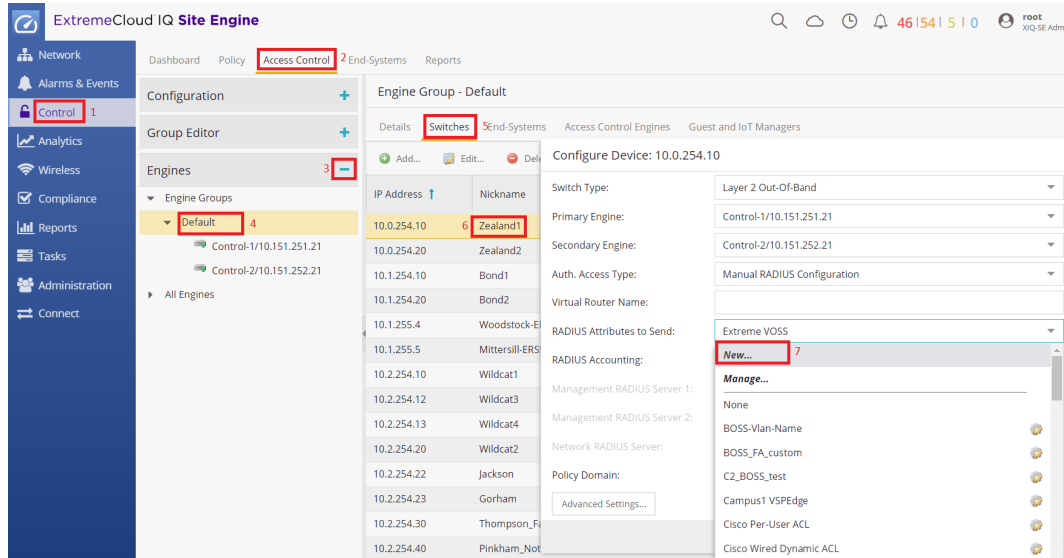 ExtremeCloud IQ Site Engine
46 | 54 | 5 | 0
root
XIQ-SE Adm
Network
Alarms & Events
Control 1
Analytics
Wireless
Compliance
Reports
Tasks
Administration
Connect
Dashboard Policy Access Control 2 End-Systems Reports
Configuration
Group Editor
Engines 3
Engine Groups
Default 4
Control-1/10.151.251.21
Control-2/10.151.252.21
All Engines
Engine Group - Default
Details Switches 5 End-Systems Access Control Engines Guest and IoT Managers
Add... Edit... Dele
IP Address Nickname
10.0.254.10 6 Zealand1
10.0.254.20 Zealand2
10.1.254.10 Bond1
10.1.254.20 Bond2
10.1.255.4 Woodstock-E
10.1.255.5 Mittersill-ERS
10.2.254.10 Wildcat1
10.2.254.12 Wildcat3
10.2.254.13 Wildcat4
10.2.254.20 Wildcat2
10.2.254.22 Jackson
10.2.254.23 Gorham
10.2.254.30 Thompson_Fa
10.2.254.40 Pinkham_Not
Configure Device: 10.0.254.10
Switch Type: Layer 2 Out-Of-Band
Primary Engine: Control-1/10.151.251.21
Secondary Engine: Control-2/10.151.252.21
Auth. Access Type: Manual RADIUS Configuration
Virtual Router Name:
RADIUS Attributes to Send: Extreme VOSS
RADIUS Accounting:
Management RADIUS Server 1:
Management RADIUS Server 2:
Network RADIUS Server:
Policy Domain:
Advanced Settings...
New... 7
Manage...
None
BOSS-Vlan-Name
BOSS_FA_custom
C2_BOSS_test
Campus1 VSPEdge
Cisco Per-User ACL
Cisco Wired Dynamic ACL